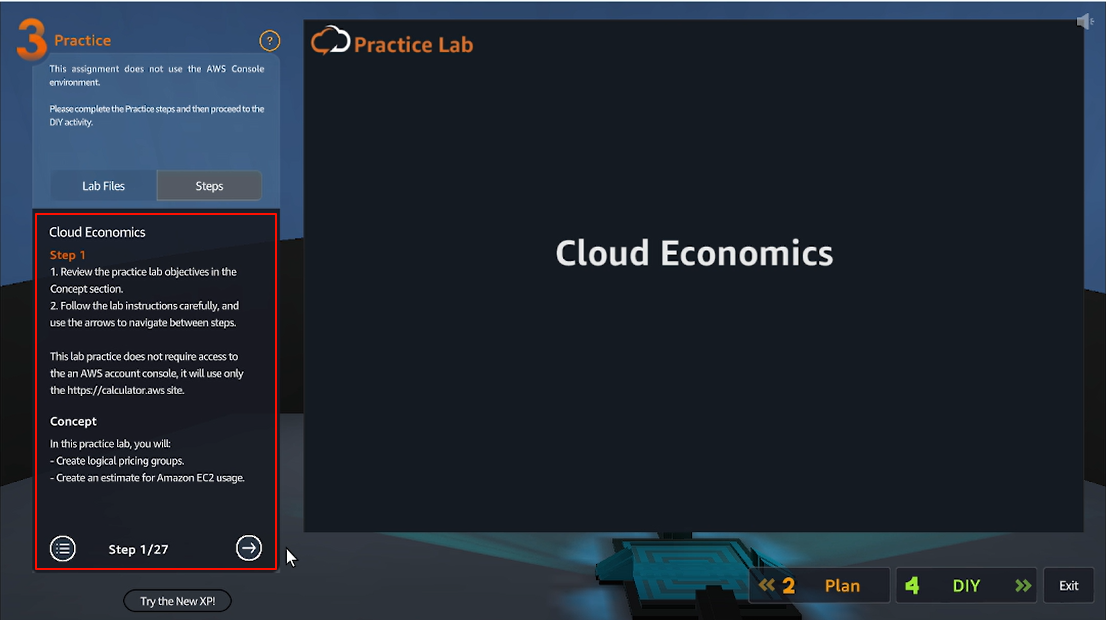 3 Practice
?
This assignment does not use the AWS Console
environment.
Please complete the Practice steps and then proceed to the
DIY activity.
Lab Files
Steps
Cloud Economics
Step 1
1. Review the practice lab objectives in the
Concept section.
2. Follow the lab instructions carefully, and
use the arrows to navigate between steps.
This lab practice does not require access to
the an AWS account console, it will use only
the https://calculator.aws site.
Concept
In this practice lab, you will:
- Create logical pricing groups.
- Create an estimate for Amazon EC2 usage.
Step 1/27
Try the New XP!
Practice Lab
Cloud Economics
2 Plan
4 DIY
Exit